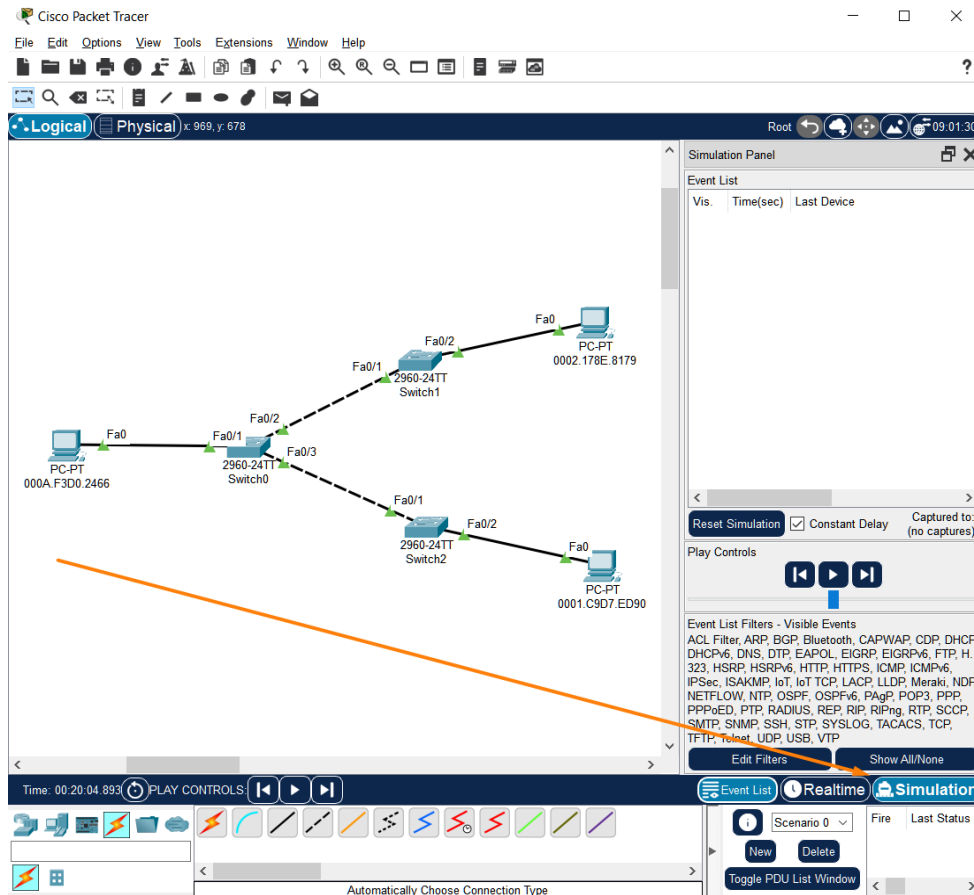 Cisco Packet Tracer
File Edit Options View Tools Extensions Window Help
?
Logical Physical x: 969, y: 678 Root 09:01:30
Simulation Panel
Event List
Vis. Time(sec) Last Device
Fa0
PC-PT
0002.178E.8179
Fa0/2
Fa0/1
2960-24TT
Switch1
Fa0/2
Fa0
Fa0/1
Fa0/3
PC-PT
000A.F3D0.2466
2960-24TT
Switch0
Fa0/1
Fa0/2
2960-24TT
Switch2
Fa0
PC-PT
0001.C9D7.ED90
Reset Simulation Constant Delay Captured to:
(no captures)
Play Controls
Event List Filters - Visible Events
ACL Filter, ARP, BGP, Bluetooth, CAPWAP, CDP, DHCP
DHCPv6, DNS, DTP, EAPOL, EIGRP, EIGRPv6, FTP, H.
323, HSRP, HSRPv6, HTTP, HTTPS, ICMP, ICMPv6,
IPSec, ISAKMP, IoT, IoT TCP, LACP, LLDP, Meraki, NDP
NETFLOW, NTP, OSPF, OSPFv6, PAgP, POP3, PPP,
PPPoED, PTP, RADIUS, REP, RIP, RIPng, RTP, SCCP,
SMTP, SNMP, SSH, STP, SYSLOG, TACACS, TCP,
TFTP, Telnet, UDP, USB, VTP
Edit Filters Show All/None
Time: 00:20:04.893 PLAY CONTROLS: Event List Realtime Simulation
Scenario 0 Fire Last Status
New Delete
Toggle PDU List Window
Automatically Choose Connection Type